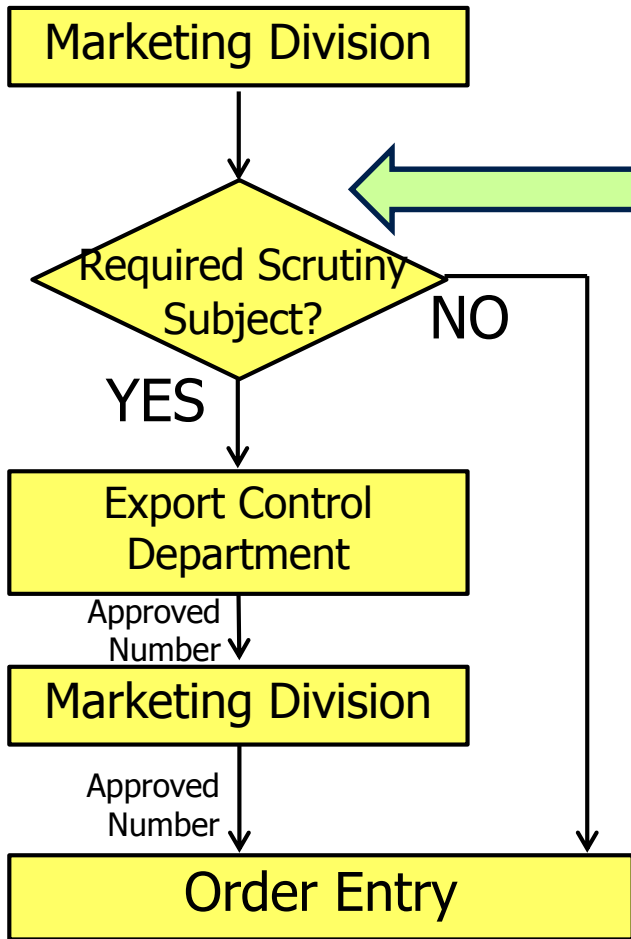 Marketing Division
Required Scrutiny
Subject?
NO
YES
Export Control
Department
Approved
Number
Marketing Division
Approved
Number
Order Entry